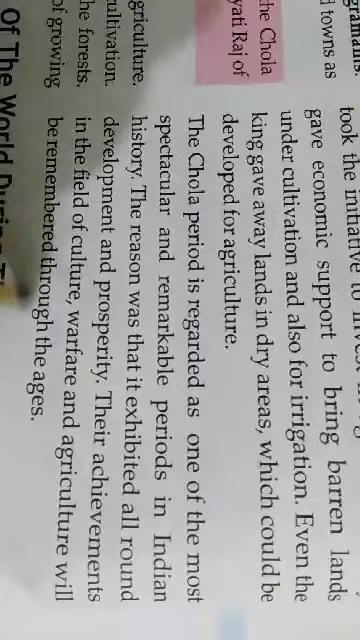 gramams.
towns as
the Chola
yati Raj of
griculture.
cultivation.
the forests.
of growing
took the initiative to
gave economic support to bring barren lands
under cultivation and also for irrigation. Even the
king gave away lands in dry areas, which could be
developed for agriculture.
The Chola period is regarded as one of the most
spectacular and remarkable periods in Indian
history. The reason was that it exhibited all round
development and prosperity. Their achievements
in the field of culture, warfare and agriculture will
be remembered through the ages.
Of The World During